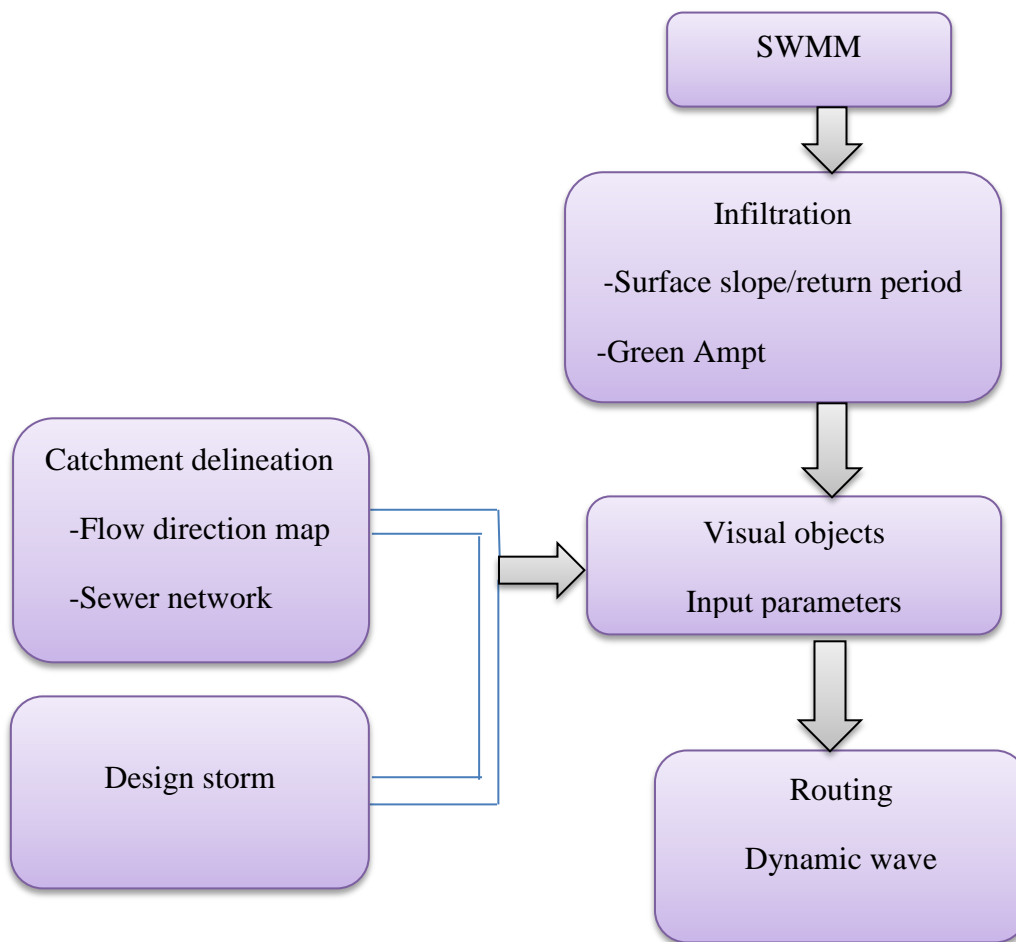 SWMM
Infiltration
-Surface slope/return period
-Green Ampt
Catchment delineation
-Flow direction map
-Sewer network
Visual objects
Input parameters
Design storm
Routing
Dynamic wave